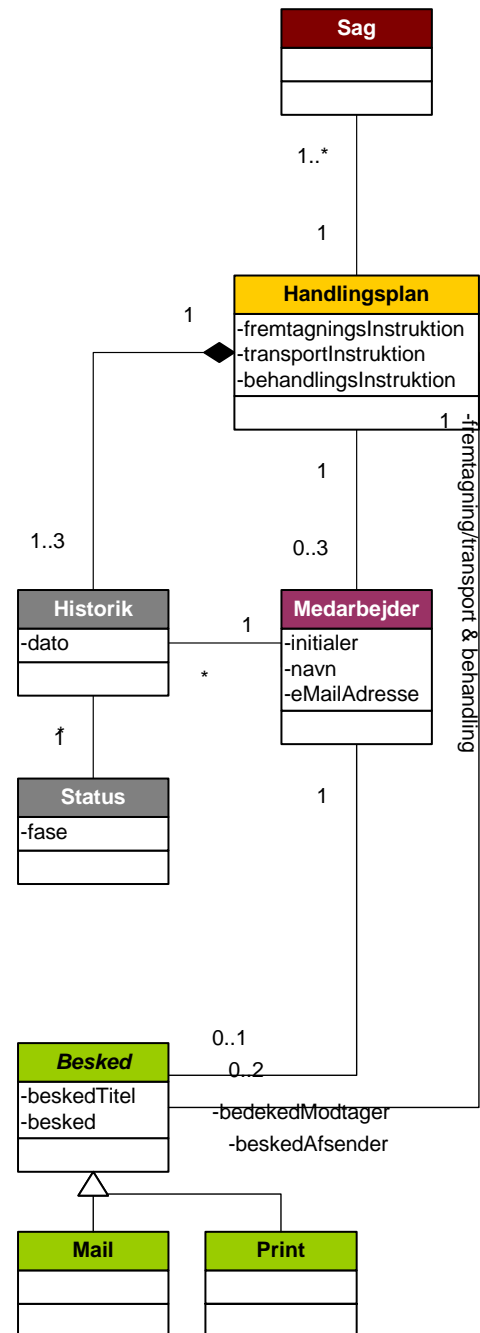 Sag
1..*
1
Handlingsplan
-fremtagningsInstruktion
-transportInstruktion
-behandlingsInstruktion
1
1
-fremtagning/transport & behandling
1
1..3
0..3
Historik
-dato
1
*
Medarbejder
-initialer
-navn
-eMailAdresse
*
1
Status
-fase
1
0..1
0..2
Besked
-beskedTitel
-besked
-bedekedModtager
-beskedAfsender
Mail
Print